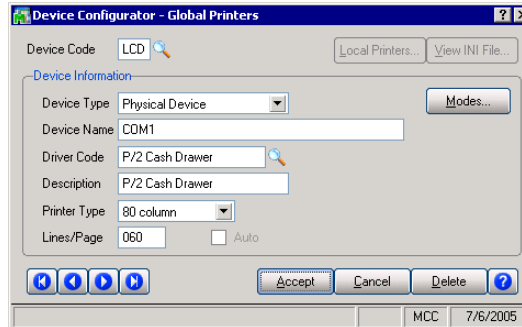 Device Configurator - Global Printers
Device Code LCD Local Printers... View INI File...
Device Information
Device Type Physical Device Modes...
Device Name COM1
Driver Code P/2 Cash Drawer
Description P/2 Cash Drawer
Printer Type 80 column
Lines/Page 060 Auto
Accept Cancel Delete ?
MCC 7/6/2005